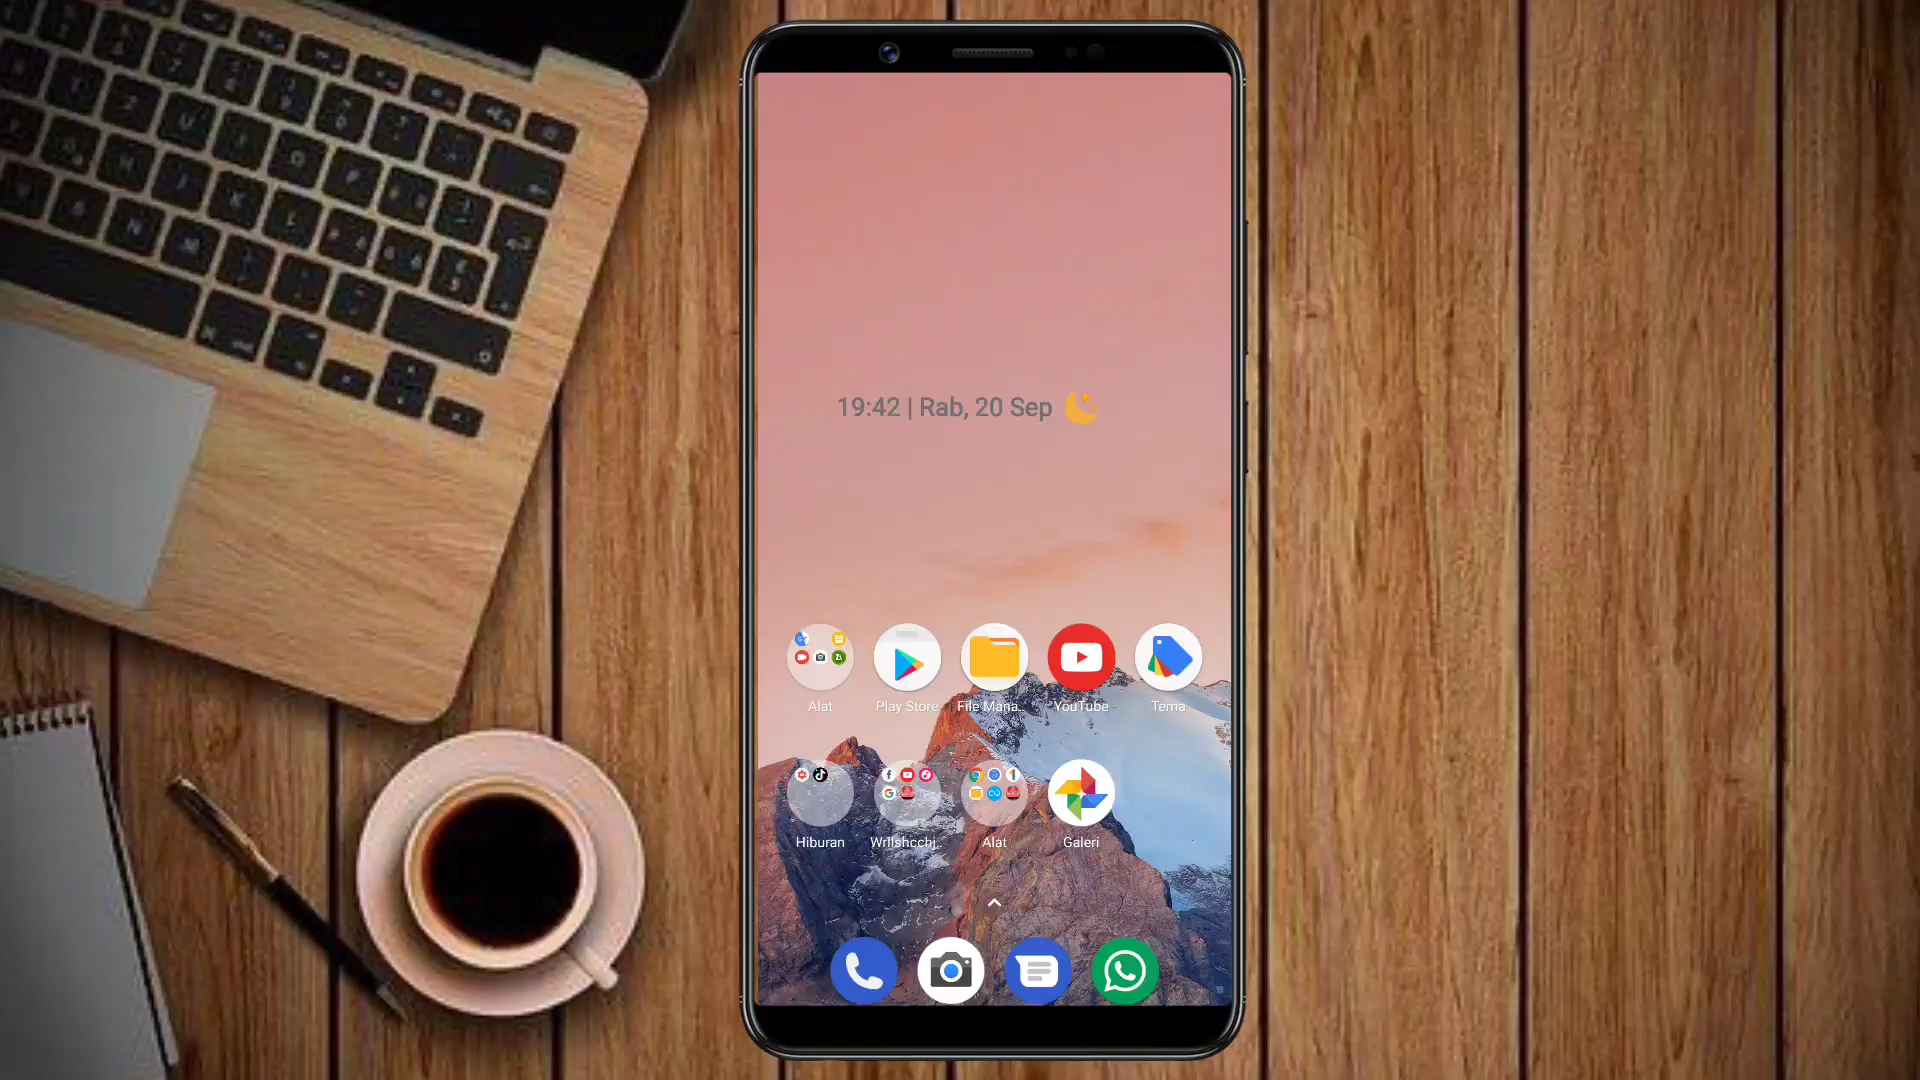 19:42 | Rab, 20 Sep
Alat
Play Store
File Mana..
YouTube
Tema
Hiburan
Wrllshcchj..
Alat
Galeri